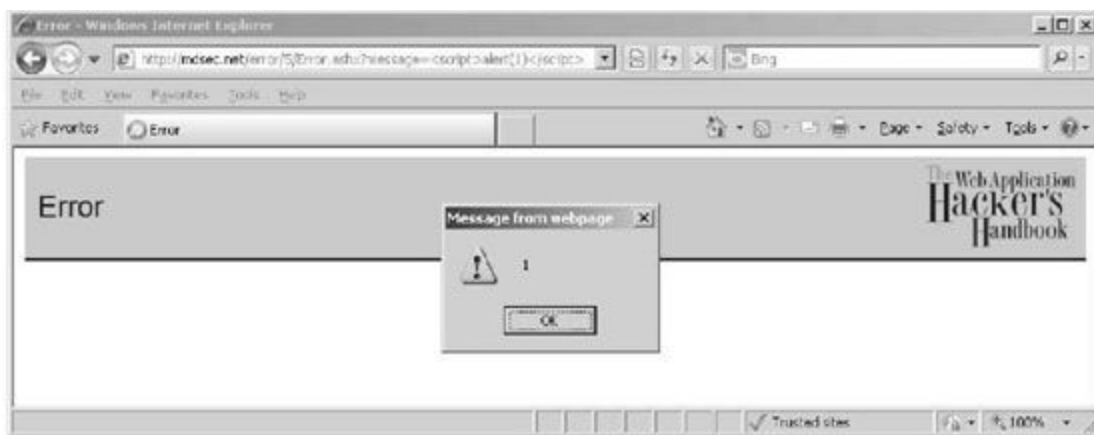 Error - Windows Internet Explorer
http://mdsec.net/error/5/Error.ashx?message=<script>alert(1)</script>
Bing
File Edit View Favorites Tools Help
Favorites
Error
Page
Safety
Tools
Error
The Web Application
Hacker's
Handbook
Message from webpage
1
OK
Trusted sites
100%